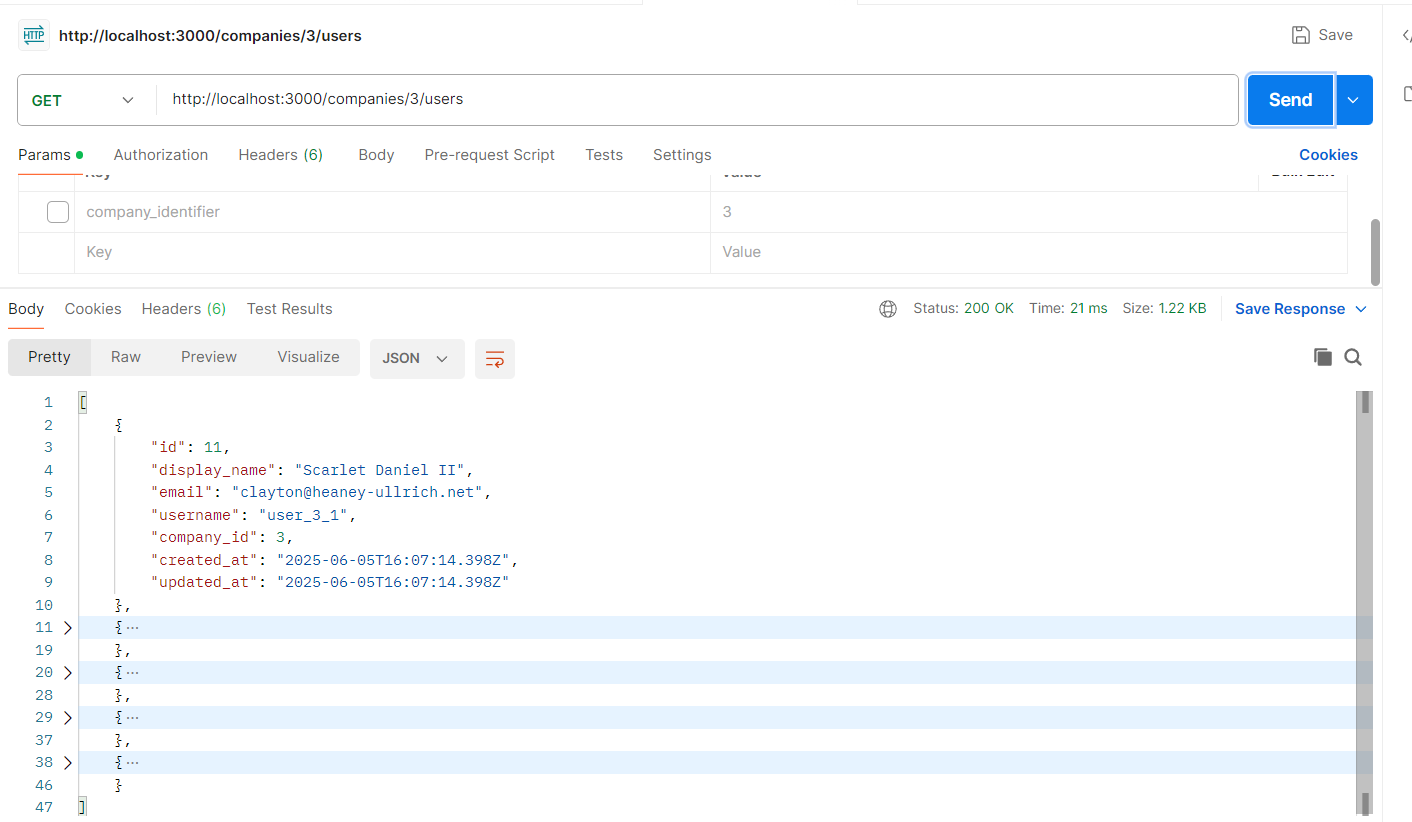 HTTP http://localhost:3000/companies/3/users Save
GET http://localhost:3000/companies/3/users Send
Params Authorization Headers (6) Body Pre-request Script Tests Settings Cookies
Key Value Bulk Edit
company_identifier 3
Key Value
Body Cookies Headers (6) Test Results Status: 200 OK Time: 21 ms Size: 1.22 KB Save Response
Pretty Raw Preview Visualize JSON
1 [
2 {
3 "id": 11,
4 "display_name": "Scarlet Daniel II",
5 "email": "clayton@heaney-ullrich.net",
6 "username": "user_3_1",
7 "company_id": 3,
8 "created_at": "2025-06-05T16:07:14.398Z",
9 "updated_at": "2025-06-05T16:07:14.398Z"
10 },
11 {···
19 },
20 {···
28 },
29 {···
37 },
38 {···
46 }
47 ]